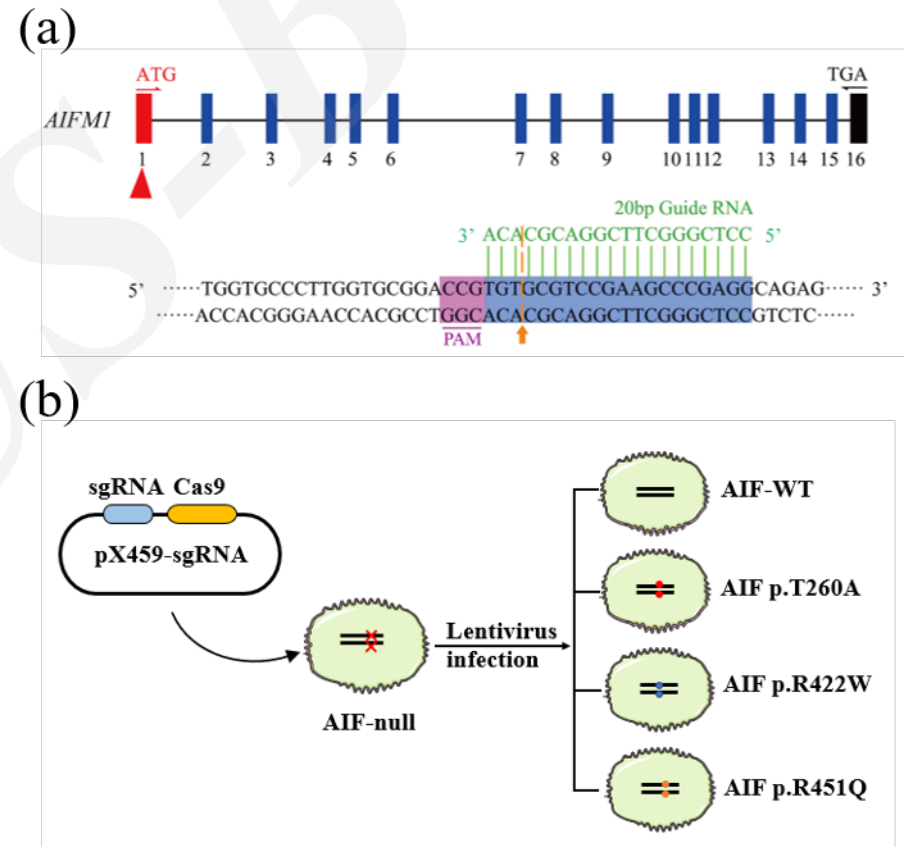 (a)
ATG
TGA
AIFM1
1 2 3 4 5 6 7 8 9 10 11 12 13 14 15 16
20bp Guide RNA
3’ ACACGCAGGCTTCGGGCTCC 5’
5’ ······TGGTGCCCTTGGTGCGGACCGTGTGCGTCCGAAGCCCGAGGCAGAG······ 3’
······ACCACGGGAACCACGCCTGGCACACGCAGGCTTCGGGCTCCGTCTC······
PAM
(b)
sgRNA Cas9
pX459-sgRNA
AIF-null
Lentivirus
infection
AIF-WT
AIF p.T260A
AIF p.R422W
AIF p.R451Q